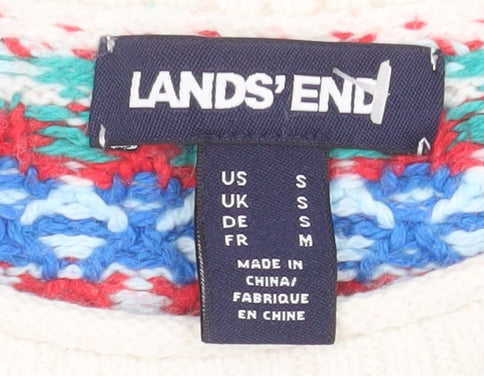 LANDS' END
US S
UK S
DE S
FR M
MADE IN
CHINA/
FABRIQUE
EN CHINE